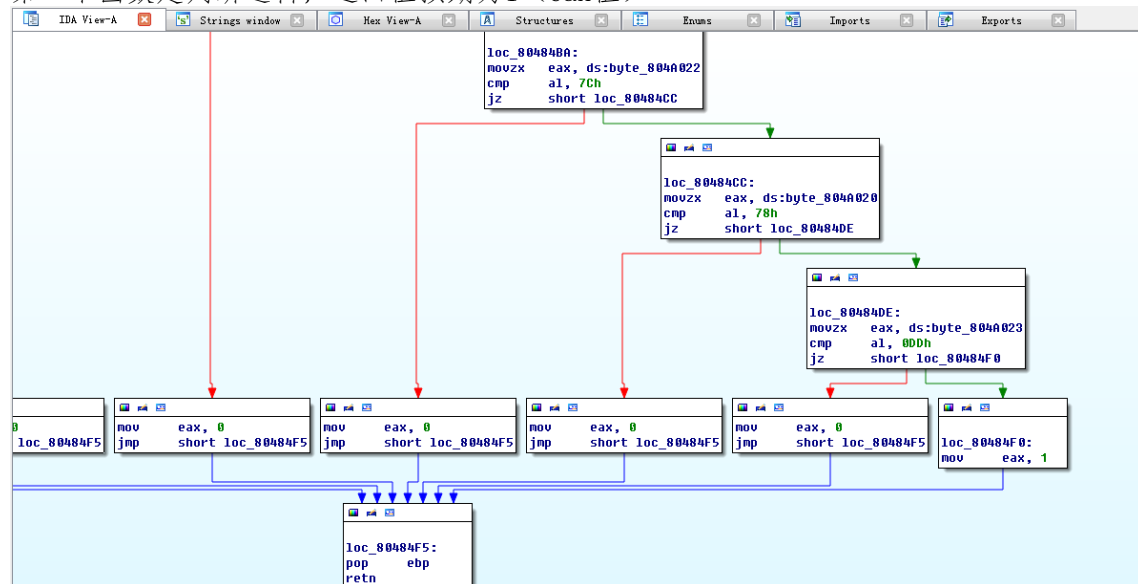 IDA View-A Strings window Hex View-A Structures Enums Imports Exports
loc_80484BA:
movzx eax, ds:byte_804A022
cmp al, 7Ch
jz short loc_80484CC
loc_80484CC:
movzx eax, ds:byte_804A020
cmp al, 78h
jz short loc_80484DE
loc_80484DE:
movzx eax, ds:byte_804A023
cmp al, 0DDh
jz short loc_80484F0
0
loc_80484F5
mov eax, 0
jmp short loc_80484F5
mov eax, 0
jmp short loc_80484F5
mov eax, 0
jmp short loc_80484F5
mov eax, 0
jmp short loc_80484F5
loc_80484F0:
mov eax, 1
loc_80484F5:
pop ebp
retn